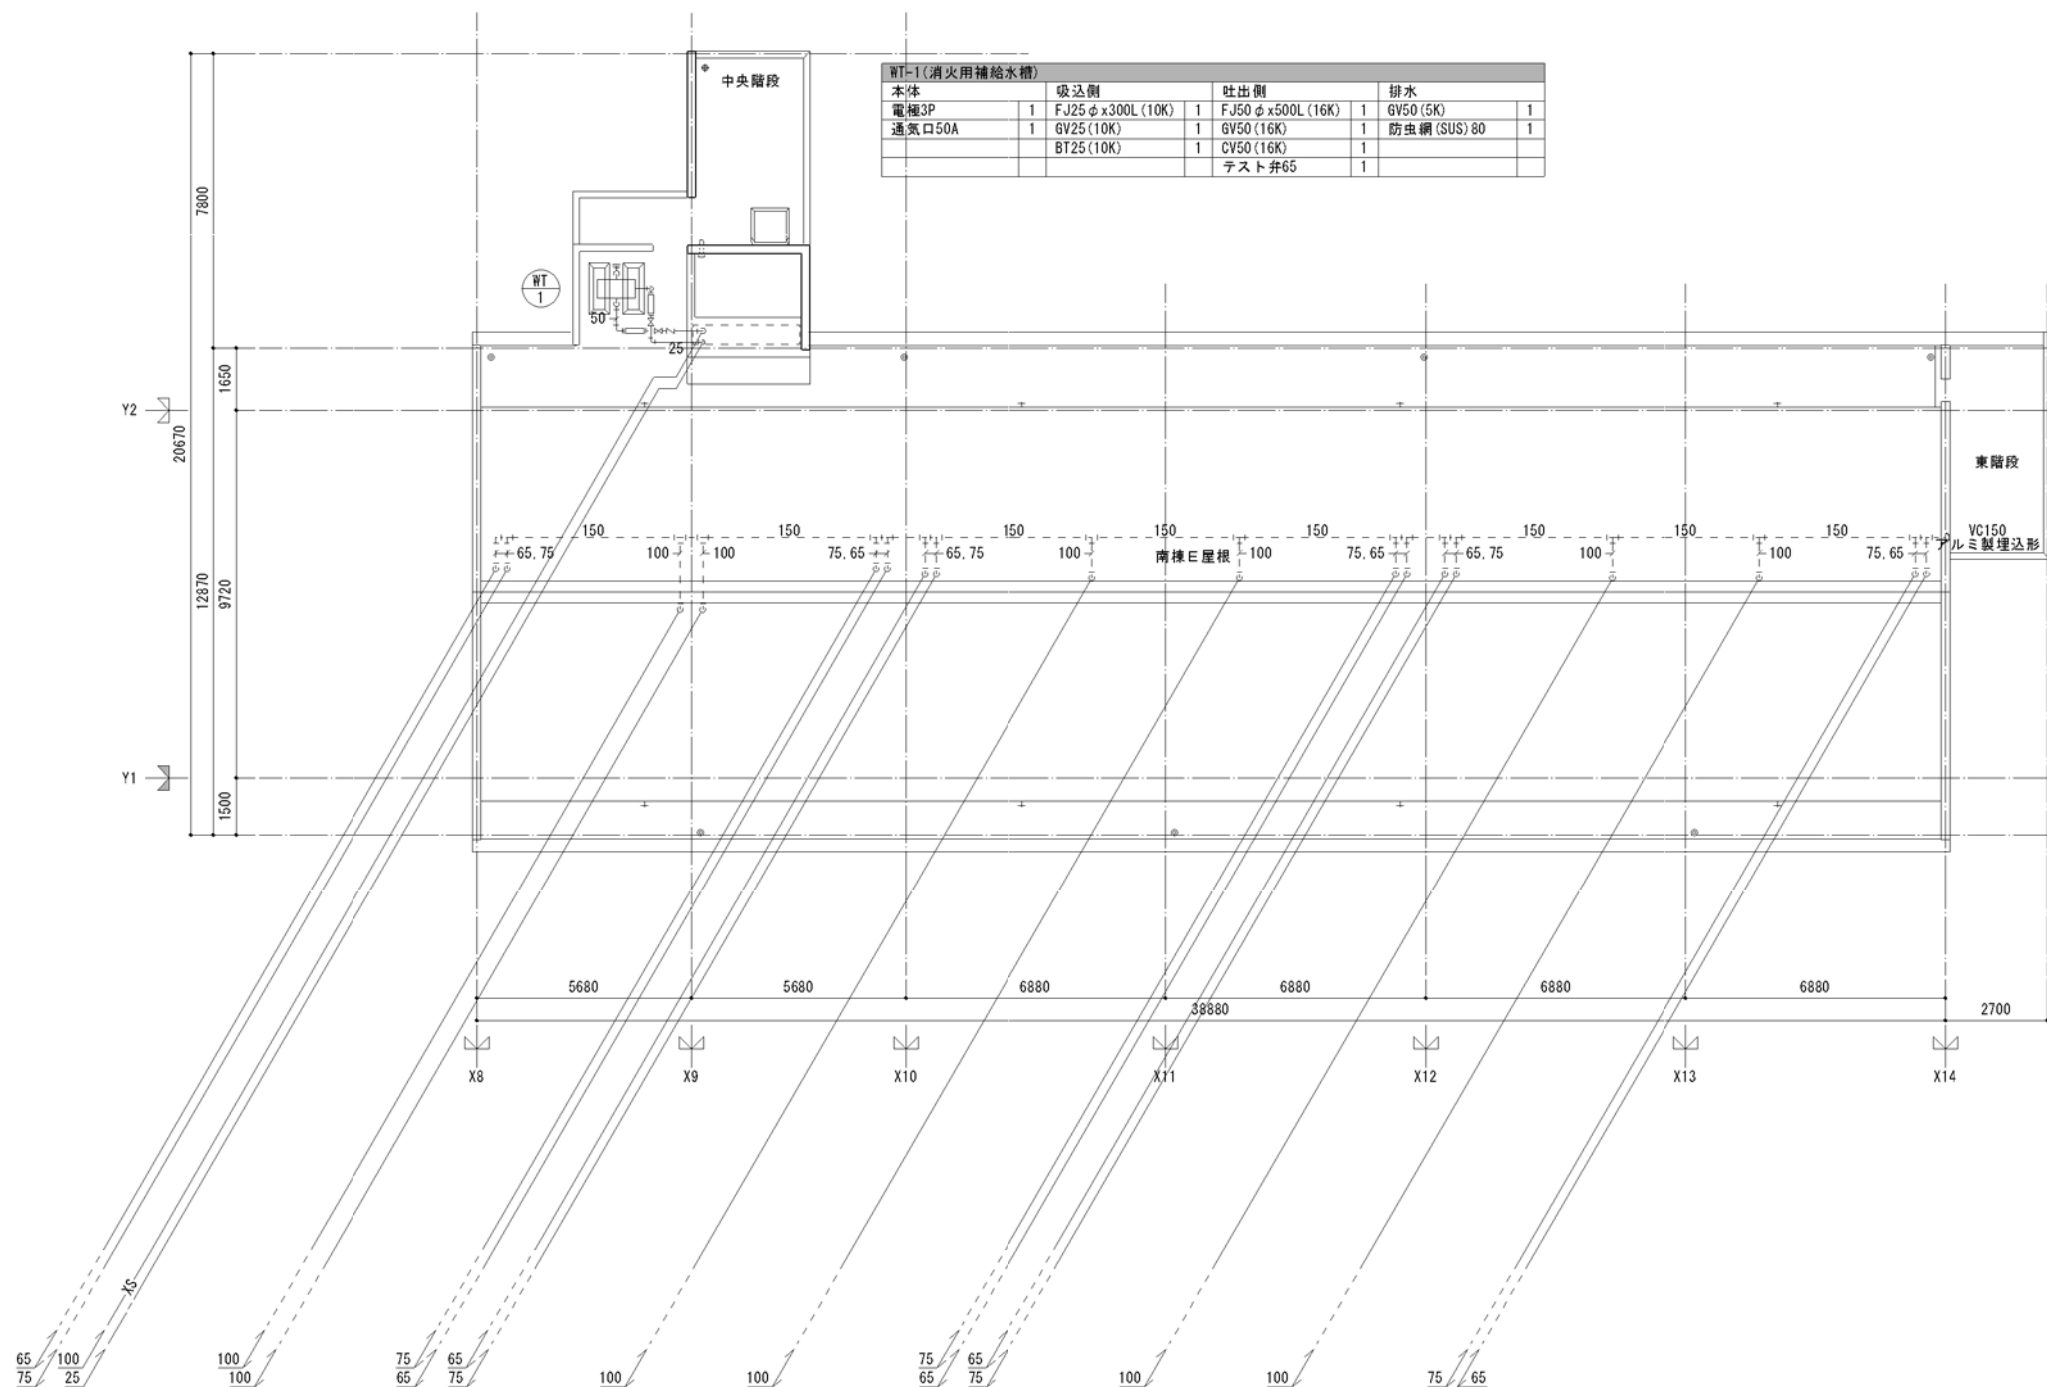 中央階段
WT-1(消火用補給水槽)
本体 吸込側 吐出側 排水
電極3P 1 FJ25φx300L(10K) 1 FJ50φx500L(16K) 1 GV50(5K) 1
通気口50A 1 GV25(10K) 1 GV50(16K) 1 防虫網(SUS)80 1
BT25(10K) 1 CV50(16K) 1
テスト弁65 1
7800
WT
1
50
25
1650
Y2
20670
東階段
150 150 150 150 150 150 150 150 VC150
65,75 100 100 75,65 65,75 100 南棟E屋根 100 75,65 65,75 100 100 75,65 アルミ製埋込形
12870 9720
Y1
1500
5680 5680 6880 6880 6880 6880
38880 2700
X8 X9 X10 X11 X12 X13 X14
XS
65 100 100 75 65 75 65
75 25 100 65 75 100 100 65 75 100 100 75 65